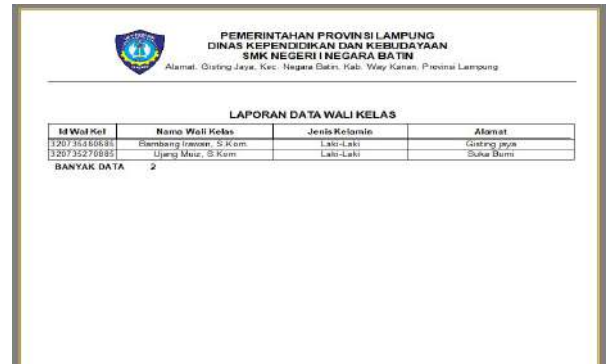 PEMERINTAHAN PROVINSI LAMPUNG
DINAS KEPENDIDIKAN DAN KEBUDAYAAN
SMK NEGERI I NEGARA BATIN
Alamat. Gisting Jaya, Kec. Negara Batin, Kab. Way Kanan, Provinsi Lampung
LAPORAN DATA WALI KELAS
Id Wal Kel Nama Wali Kelas Jenis Kelamin Alamat
320735460686 Bambang Irawan, S.Kom Laki-Laki Gisting jaya
320735270885 Ujang Muiz, S.Kom Laki-Laki Suka Bumi
BANYAK DATA 2